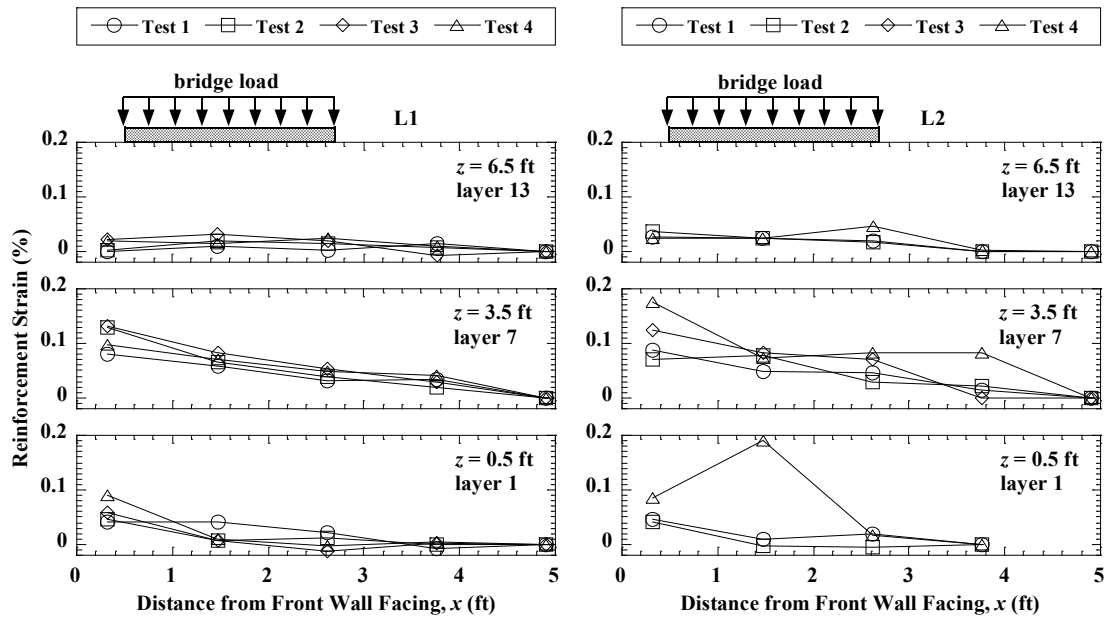 Test 1 Test 2 Test 3 Test 4
bridge load
L1
0.2
z = 6.5 ft
layer 13
0.1
0
0.2
z = 3.5 ft
layer 7
0.1
0
0.2
z = 0.5 ft
layer 1
0.1
0
0 1 2 3 4 5
Distance from Front Wall Facing, x (ft)
Reinforcement Strain (%)
Test 1 Test 2 Test 3 Test 4
bridge load
L2
0.2
z = 6.5 ft
layer 13
0.1
0
0.2
z = 3.5 ft
layer 7
0.1
0
0.2
z = 0.5 ft
layer 1
0.1
0
0 1 2 3 4 5
Distance from Front Wall Facing, x (ft)